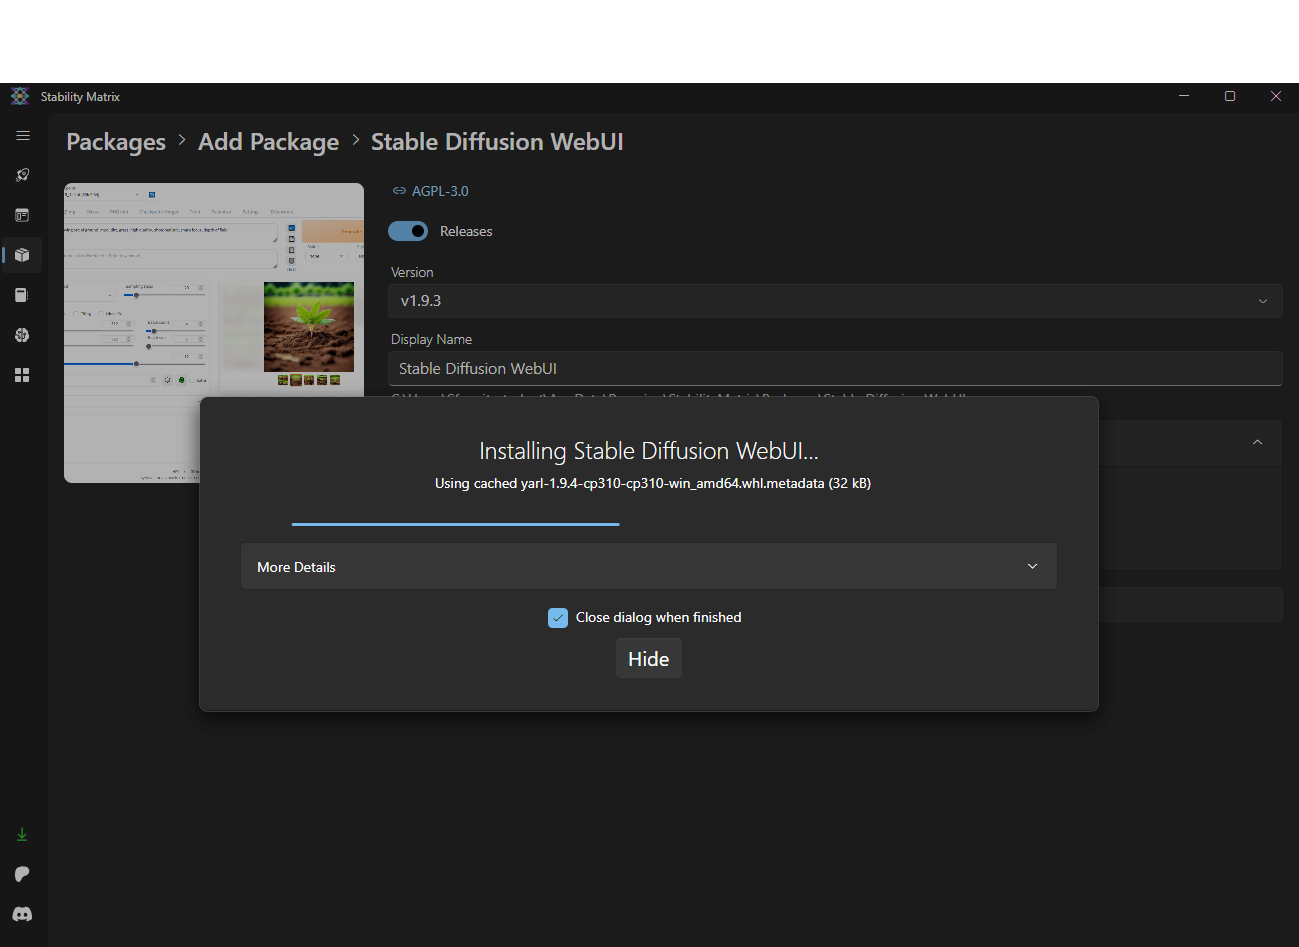 Stability Matrix
Packages > Add Package > Stable Diffusion WebUI
AGPL-3.0
Releases
Version
v1.9.3
Display Name
Stable Diffusion WebUI
Installing Stable Diffusion WebUI...
Using cached yarl-1.9.4-cp310-cp310-win_amd64.whl.metadata (32 kB)
More Details
Close dialog when finished
Hide